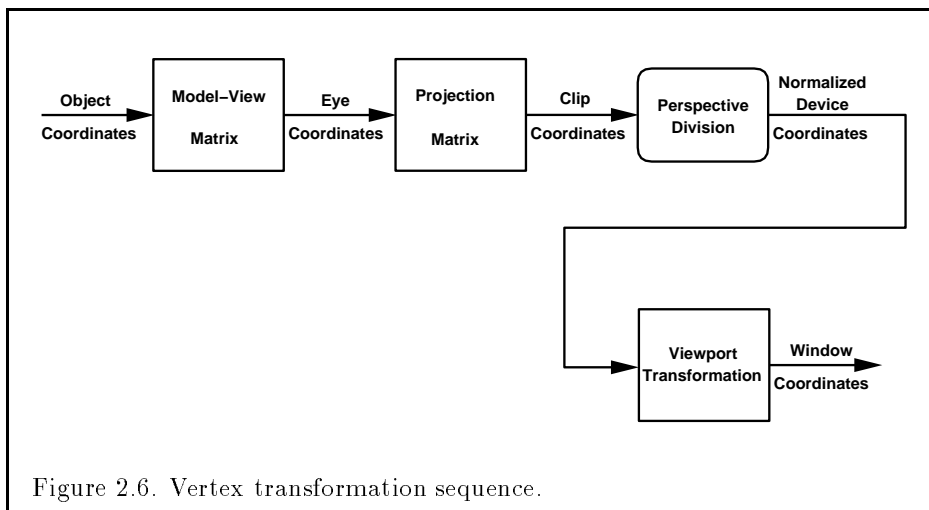 Object
Coordinates
Model–View
Matrix
Eye
Coordinates
Projection
Matrix
Clip
Coordinates
Perspective
Division
Normalized
Device
Coordinates
Viewport
Transformation
Window
Coordinates
Figure 2.6. Vertex transformation sequence.